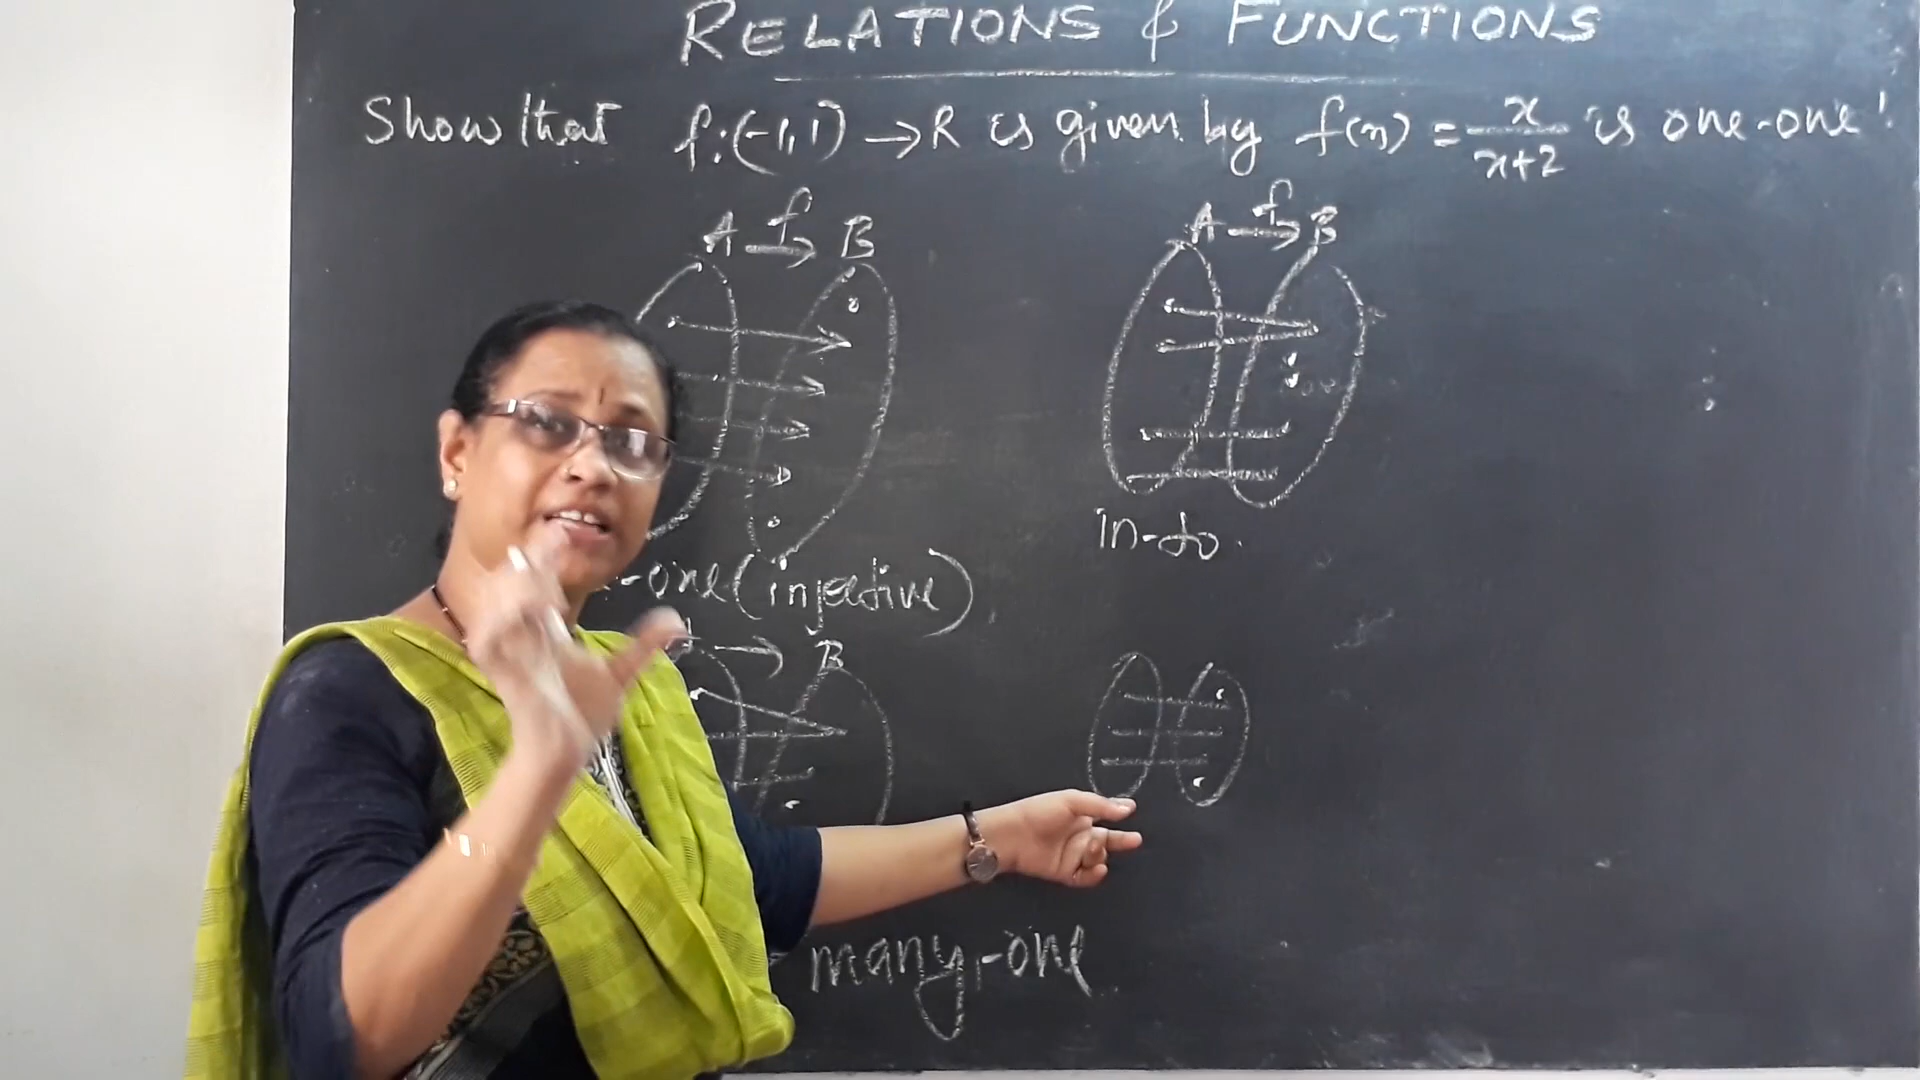 RELATIONS & FUNCTIONS
Show that f:(-1,1) → R is given by f(x) = x/x+2 is one-one!
A f→ B
A f→ B
in-to.
-one (injective)
→ B
many-one